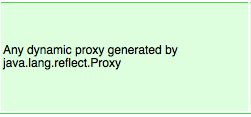 Any dynamic proxy generated by
java.lang.reflect.Proxy